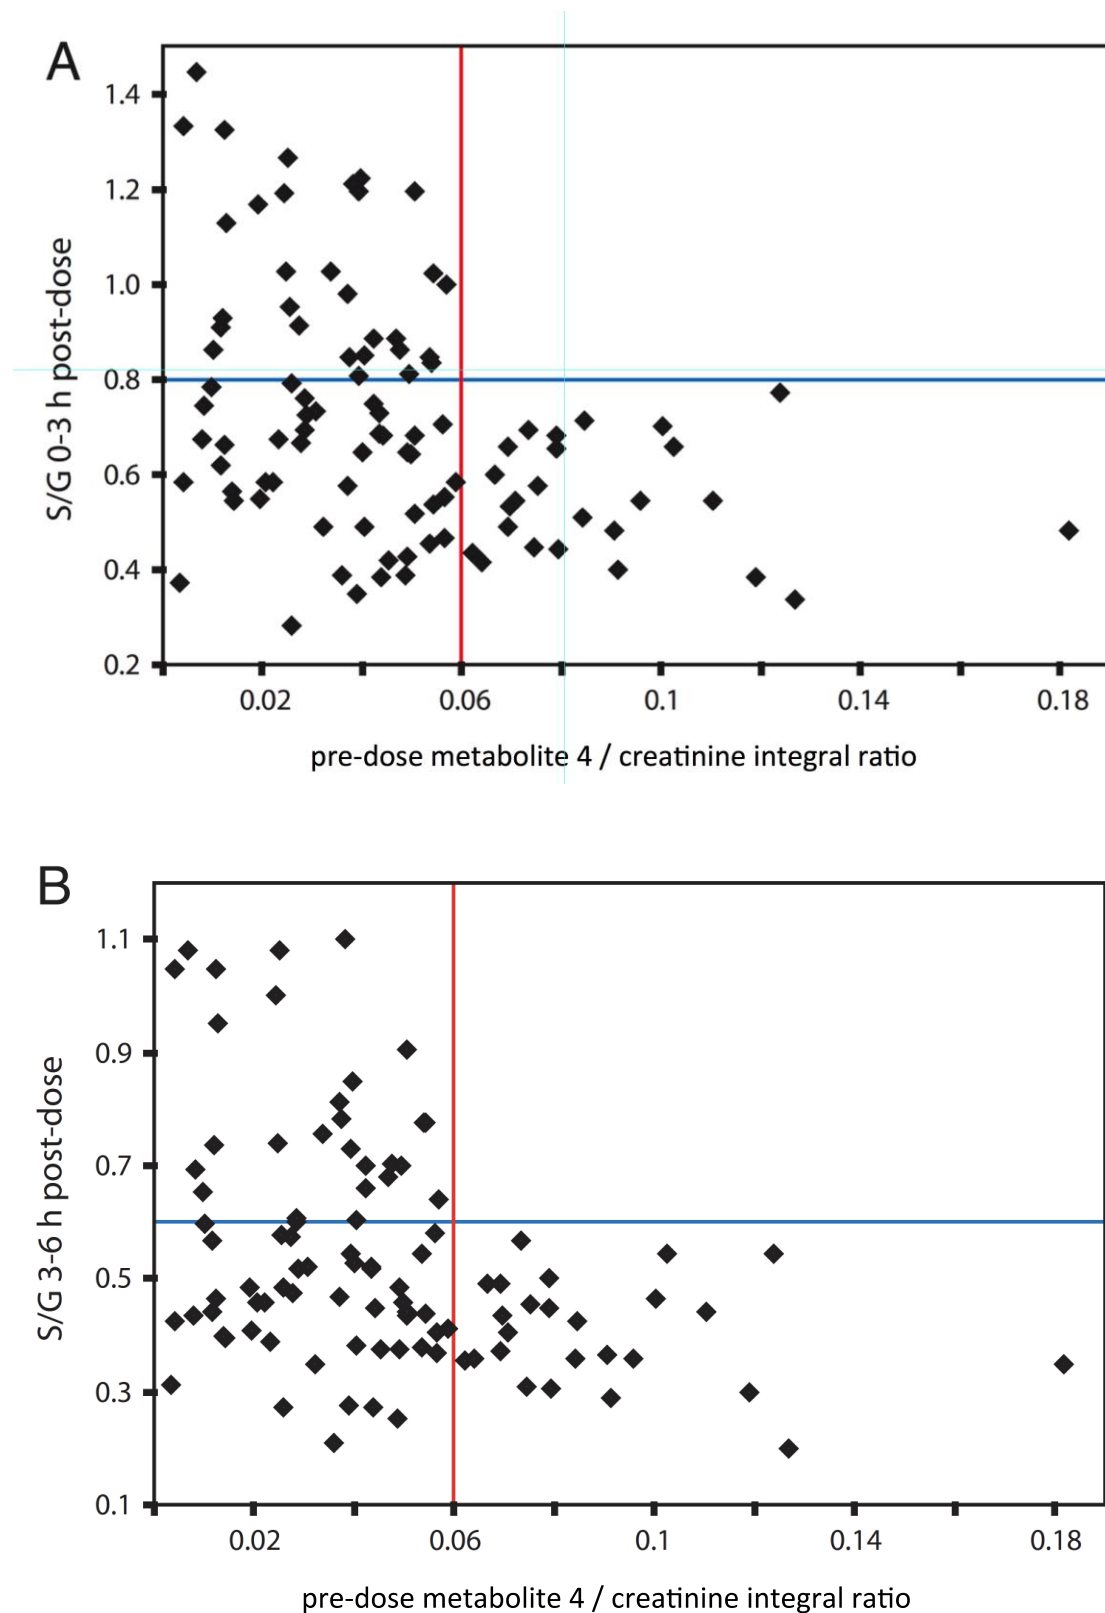 A
1.4
1.2
1.0
0.8
0.6
0.4
0.2
S/G 0-3 h post-dose
0.02 0.06 0.1 0.14 0.18
pre-dose metabolite 4 / creatinine integral ratio
B
1.1
0.9
0.7
0.5
0.3
0.1
S/G 3-6 h post-dose
0.02 0.06 0.1 0.14 0.18
pre-dose metabolite 4 / creatinine integral ratio